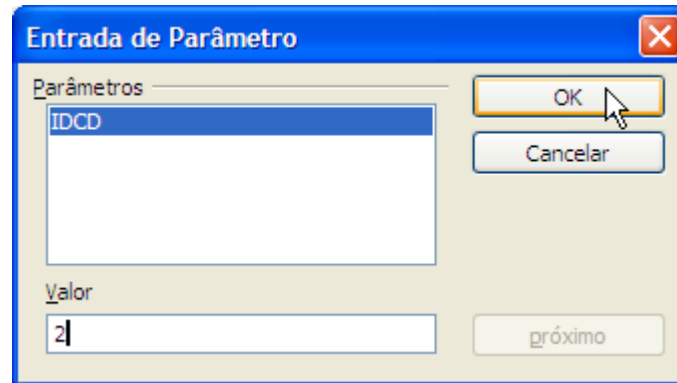 Entrada de Parâmetro
Parâmetros
OK
IDCD
Cancelar
Valor
2
próximo